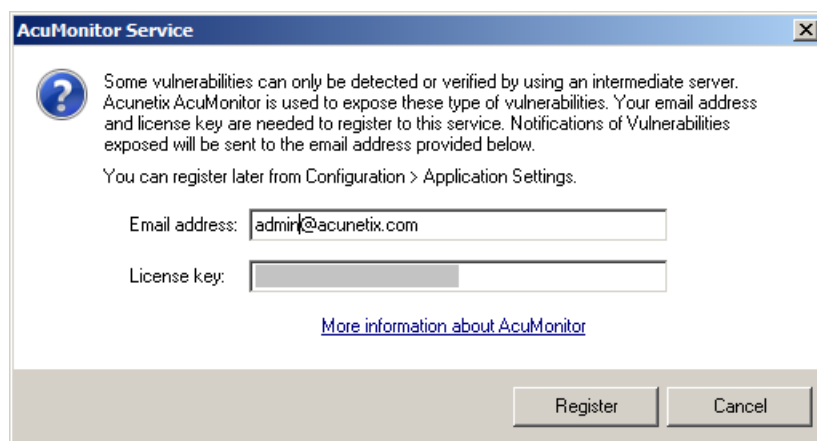 AcuMonitor Service
Some vulnerabilities can only be detected or verified by using an intermediate server.
Acunetix AcuMonitor is used to expose these type of vulnerabilities. Your email address
and license key are needed to register to this service. Notifications of Vulnerabilities
exposed will be sent to the email address provided below.
You can register later from Configuration > Application Settings.
Email address: admin@acunetix.com
License key:
More information about AcuMonitor
Register Cancel